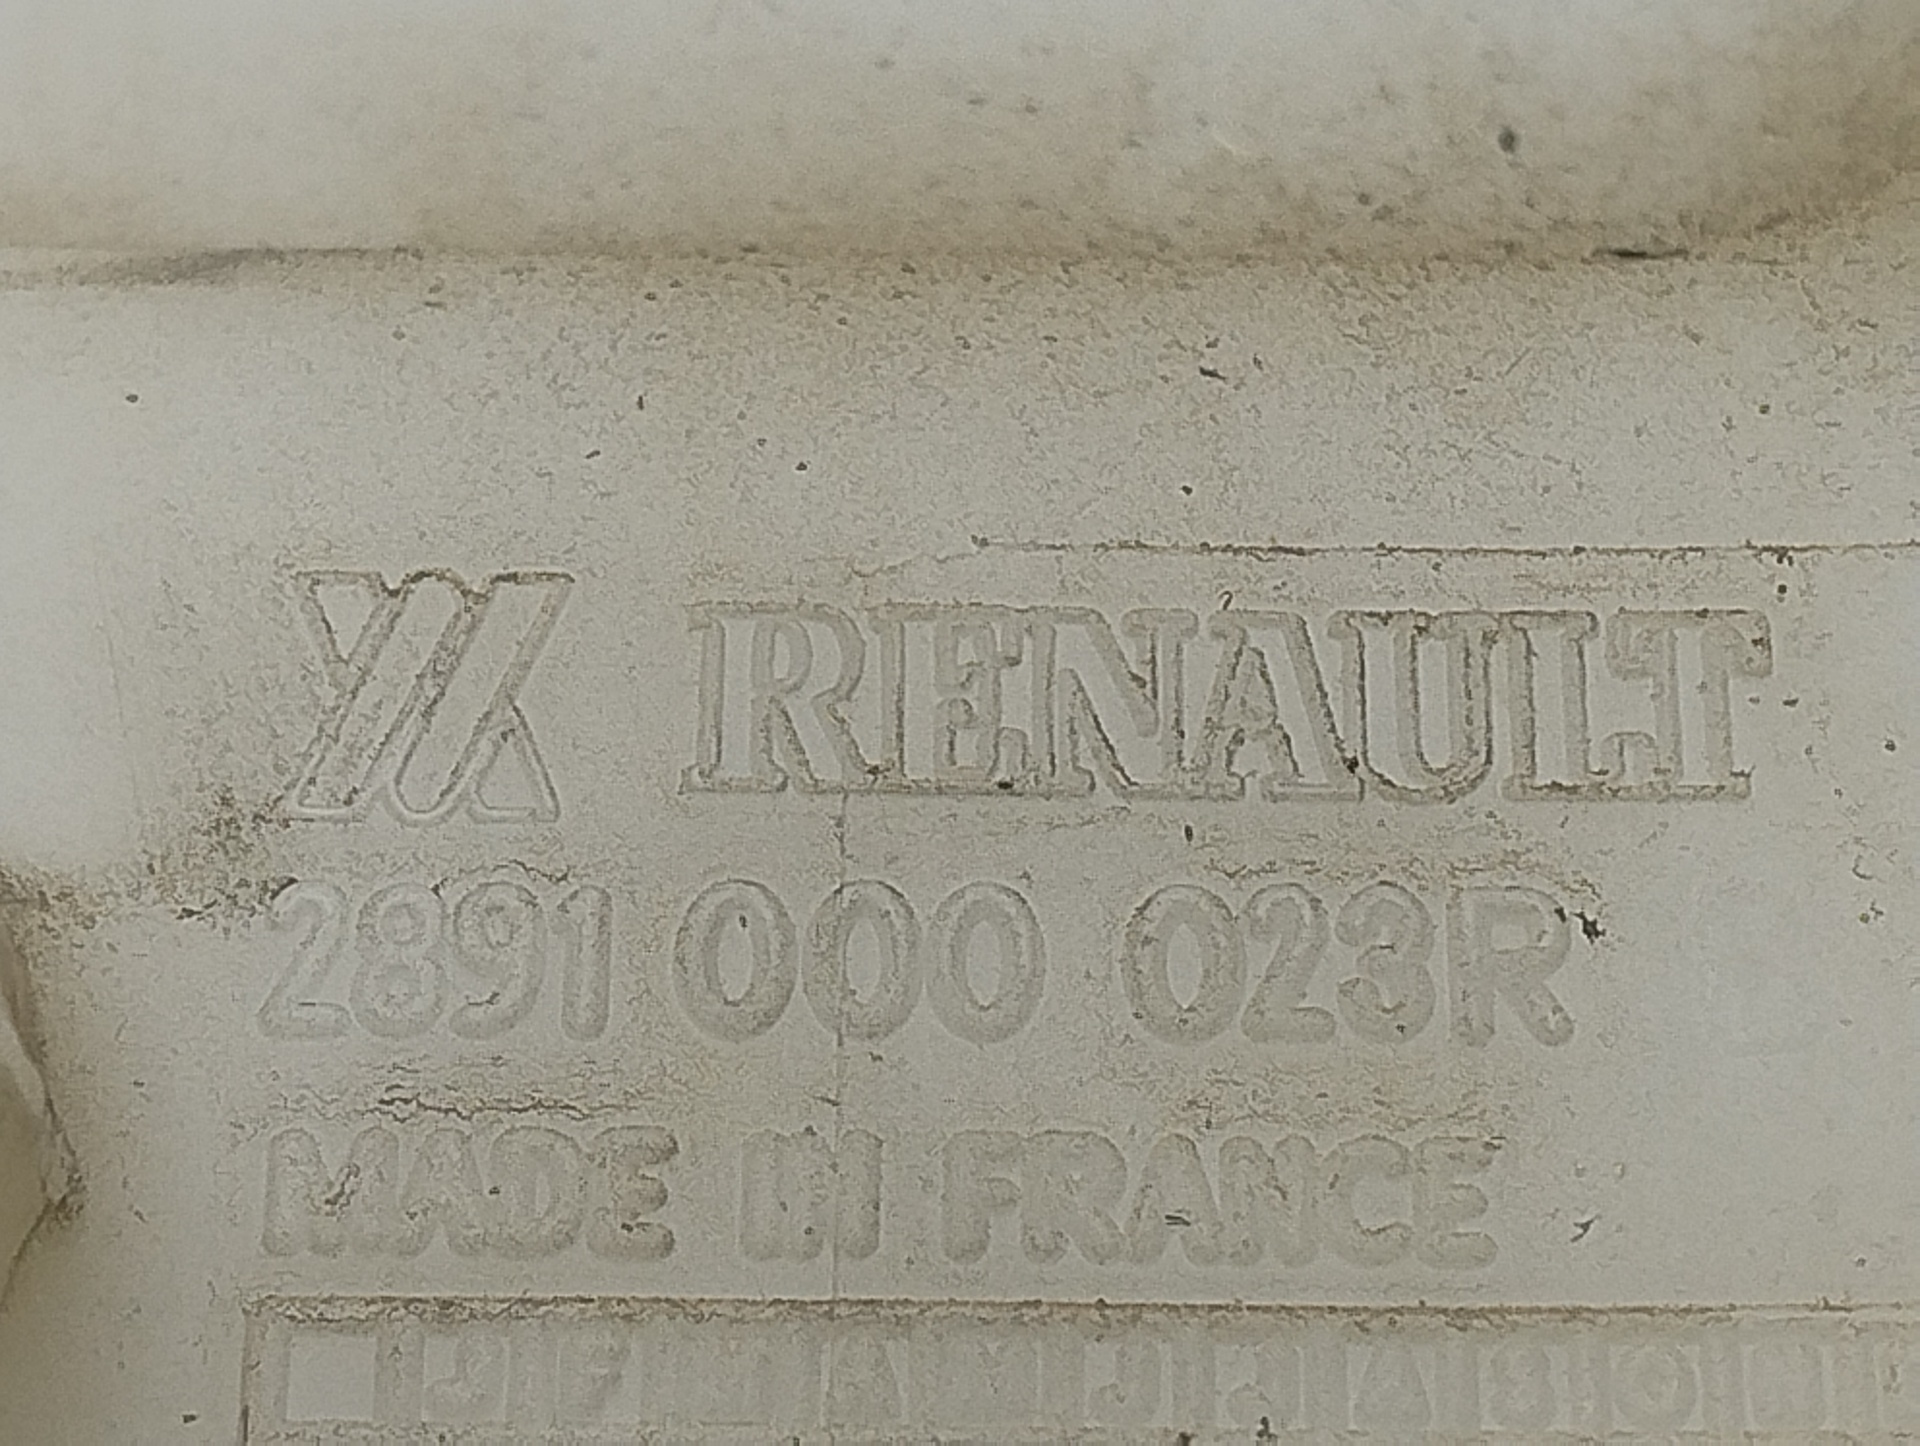 RENAULT
2891 000 023R
MADE IN FRANCE